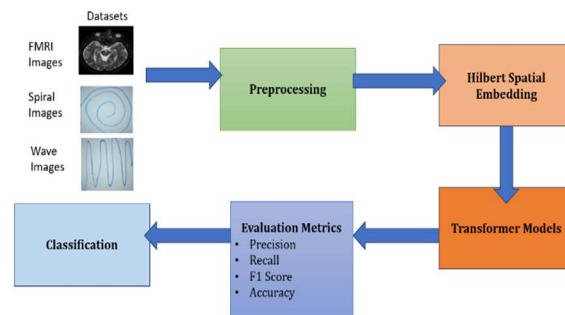 Datasets
FMRI
Images
Spiral
Images
Wave
Images
Preprocessing
Hilbert Spatial
Embedding
Transformer Models
Evaluation Metrics
• Precision
• Recall
• F1 Score
• Accuracy
Classification